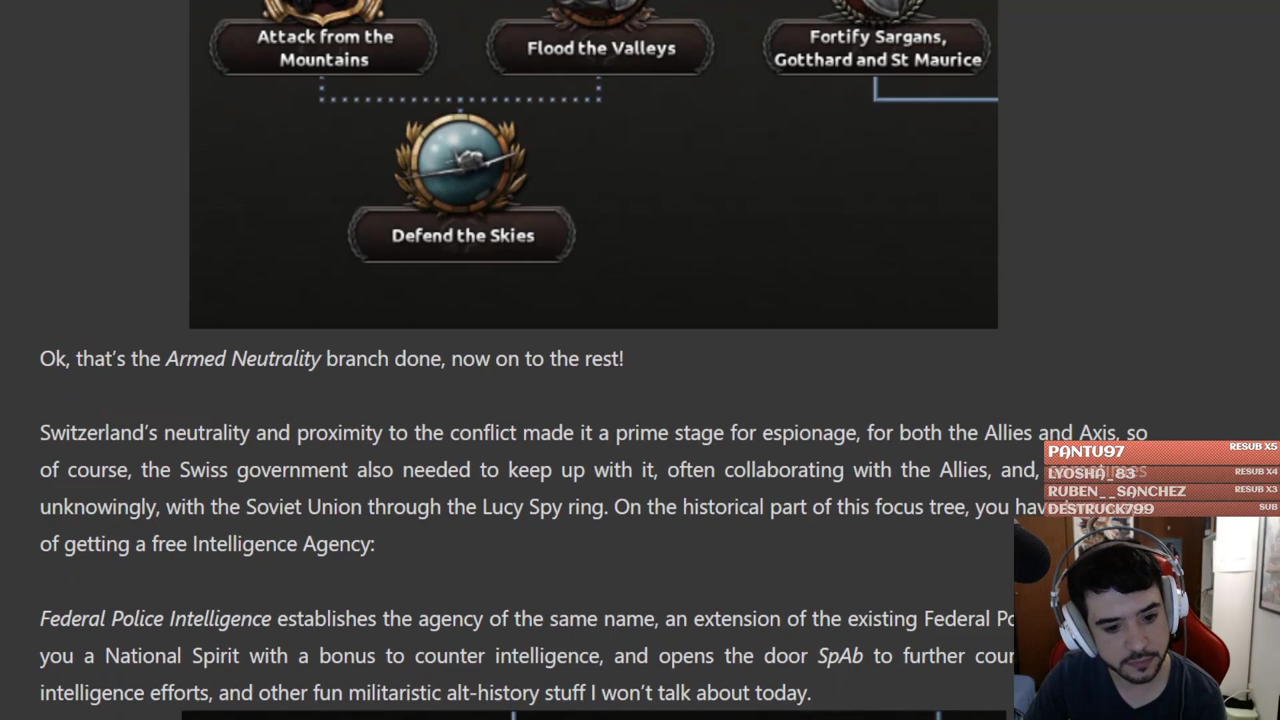 Attack from the
Mountains
Flood the Valleys
Fortify Sargans,
Gotthard and St Maurice
Defend the Skies
Ok, that’s the Armed Neutrality branch done, now on to the rest!
Switzerland’s neutrality and proximity to the conflict made it a prime stage for espionage, for both the Allies and Axis, so
of course, the Swiss government also needed to keep up with it, often collaborating with the Allies, and,
unknowingly, with the Soviet Union through the Lucy Spy ring. On the historical part of this focus tree, you
of getting a free Intelligence Agency:
Federal Police Intelligence establishes the agency of the same name, an extension of the existing Federal
you a National Spirit with a bonus to counter intelligence, and opens the door SpAb to further
intelligence efforts, and other fun militaristic alt-history stuff I won’t talk about today.
PANTU97 RESUB X5
LYOSHA_83 RESUB X4
RUBEN__SANCHEZ RESUB X3
DESTRUCK799 SUB